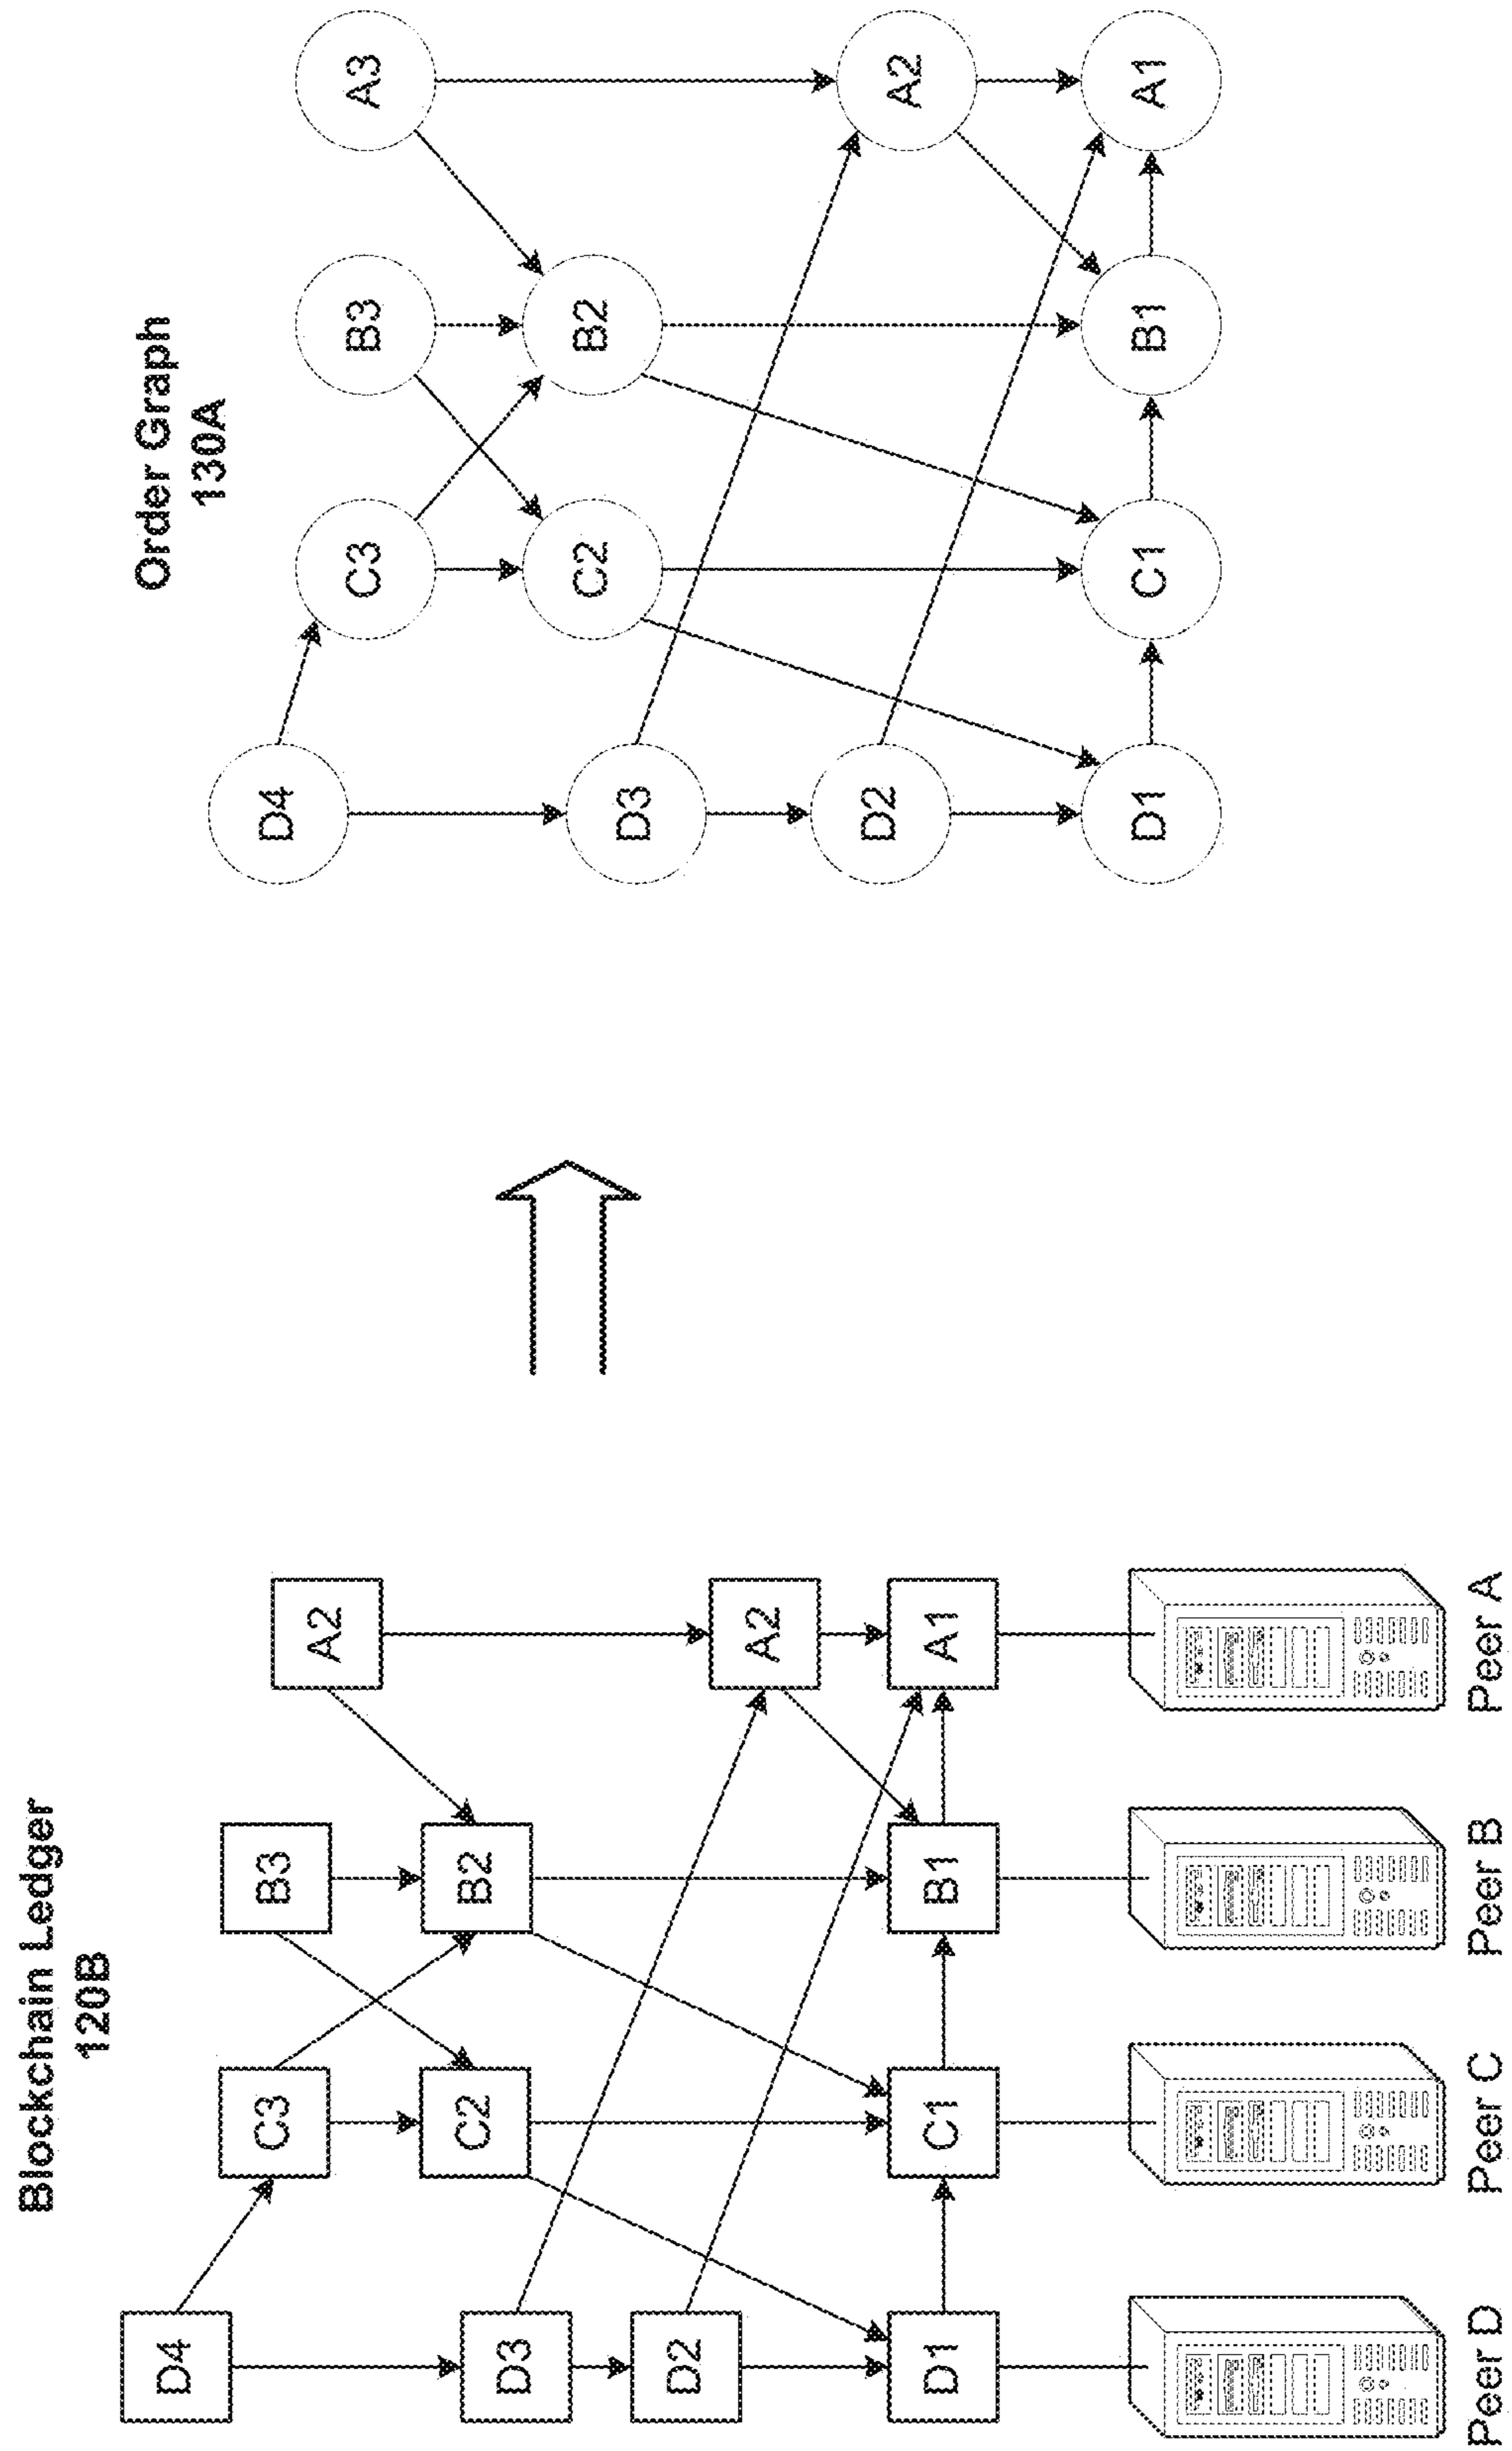 Blockchain Ledger
120B
D4
C3
B3
A2
C2
B2
D3
D2
A2
D1
C1
B1
A1
Peer D
Peer C
Peer B
Peer A
Order Graph
130A
D4
C3
B3
A3
C2
B2
D3
D2
A2
D1
C1
B1
A1